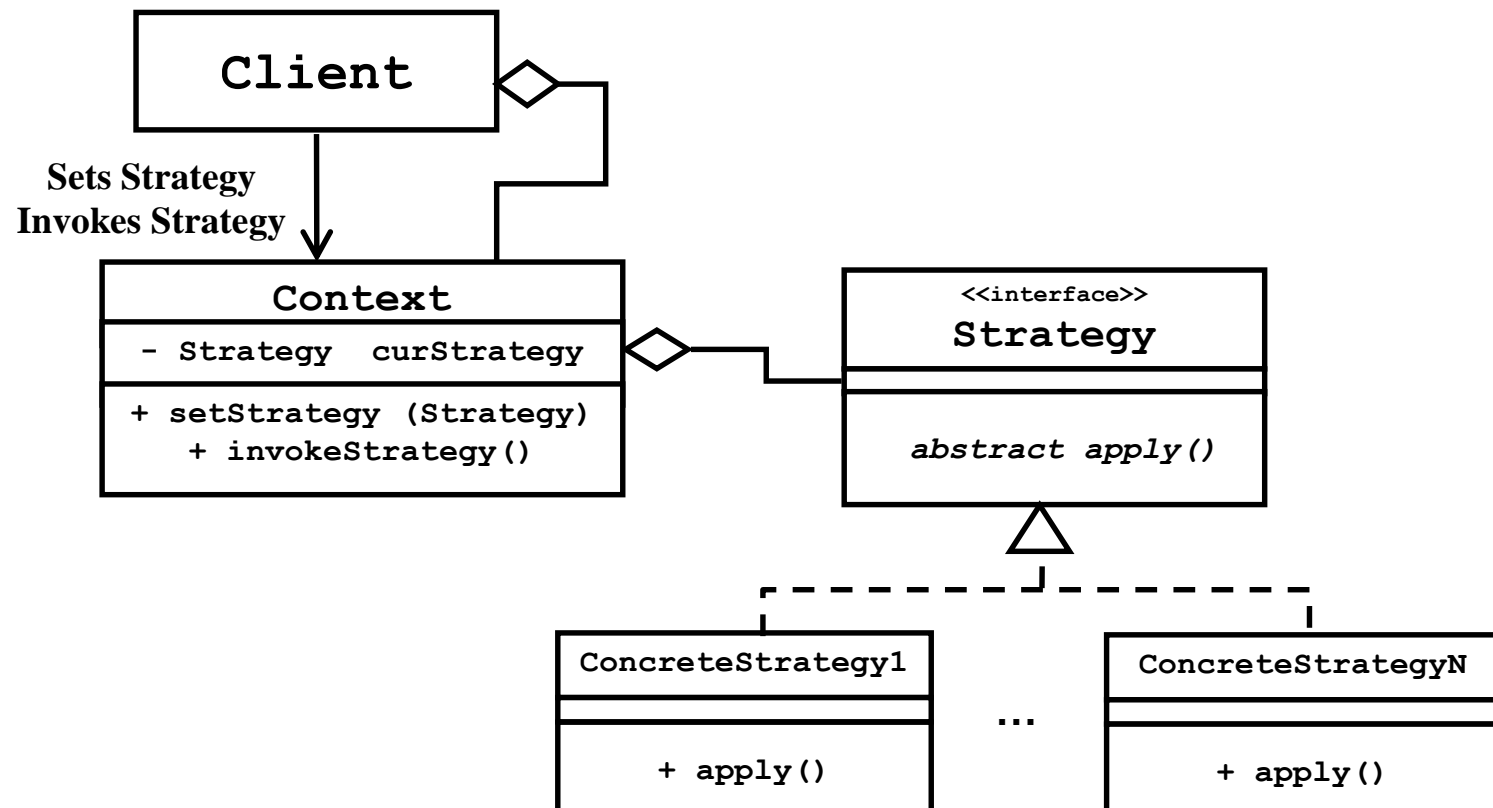 Client
Sets Strategy
Invokes Strategy
Context
- Strategy curStrategy
+ setStrategy (Strategy)
+ invokeStrategy()
<<interface>>
Strategy
abstract apply()
ConcreteStrategy1
+ apply()
...
ConcreteStrategyN
+ apply()